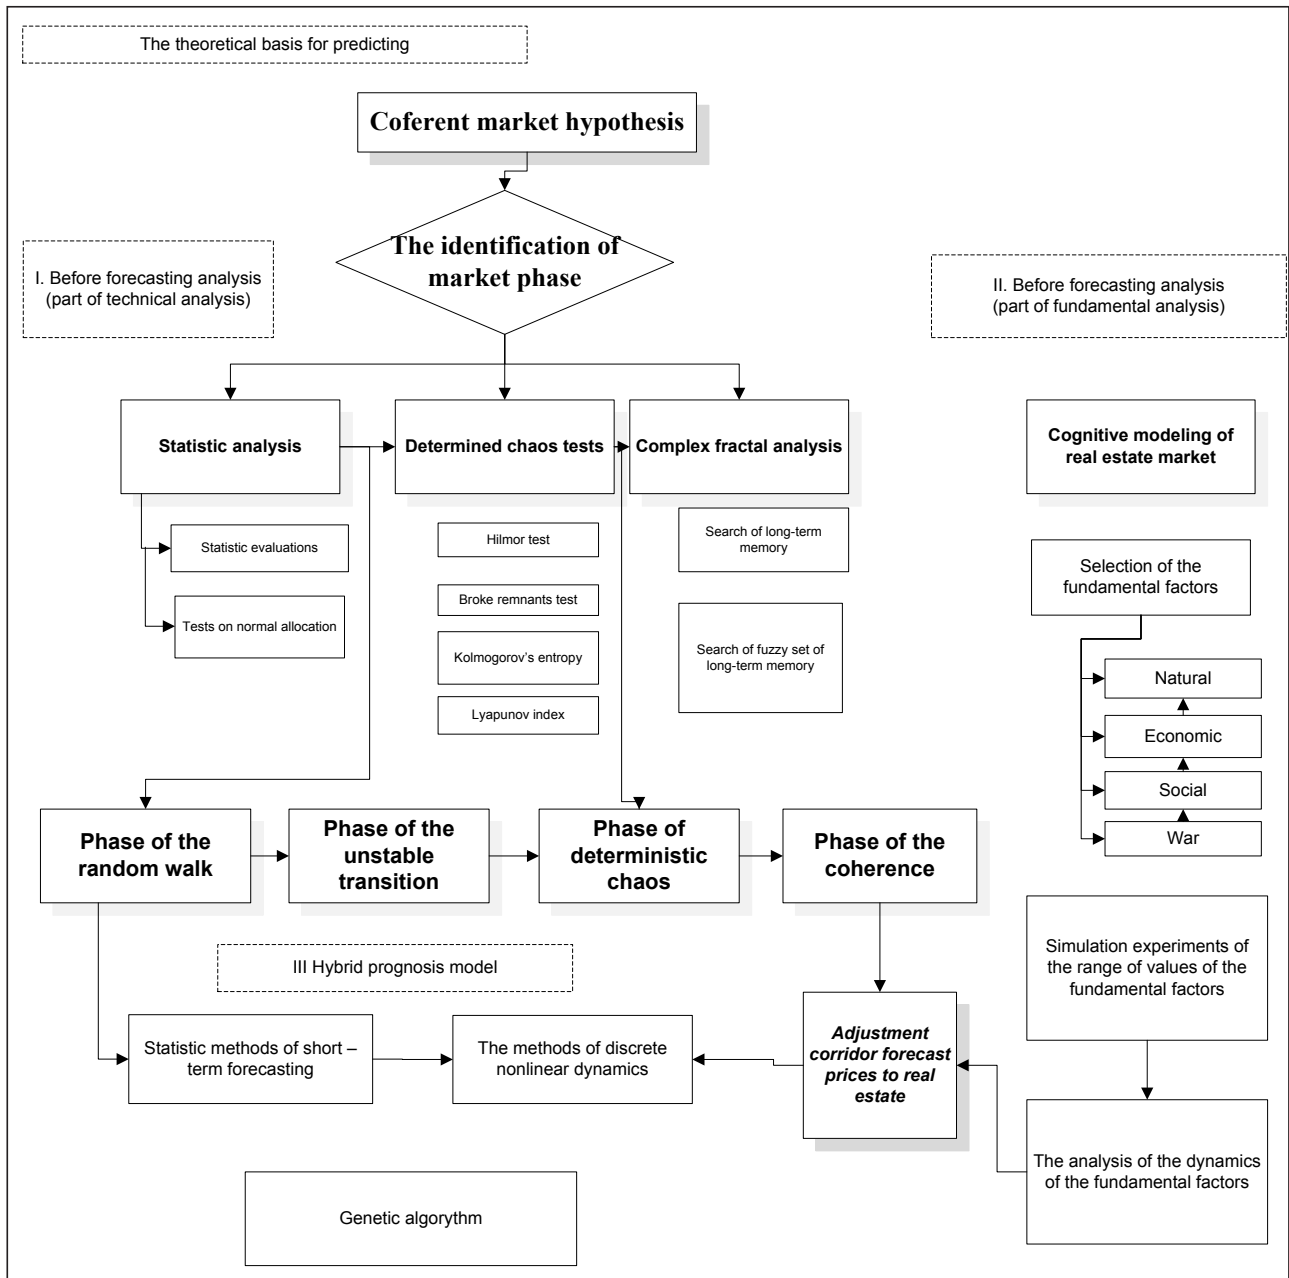 The theoretical basis for predicting
Coferent market hypothesis
The identification of
market phase
I. Before forecasting analysis
(part of technical analysis)
II. Before forecasting analysis
(part of fundamental analysis)
Statistic analysis
Determined chaos tests
Complex fractal analysis
Cognitive modeling of
real estate market
Statistic evaluations
Tests on normal allocation
Hilmor test
Broke remnants test
Kolmogorov's entropy
Lyapunov index
Search of long-term
memory
Search of fuzzy set of
long-term memory
Selection of the
fundamental factors
Natural
Economic
Social
War
Phase of the
random walk
Phase of the
unstable
transition
Phase of
deterministic
chaos
Phase of the
coherence
Simulation experiments of
the range of values of the
fundamental factors
III Hybrid prognosis model
Statistic methods of short –
term forecasting
The methods of discrete
nonlinear dynamics
Adjustment
corridor forecast
prices to real
estate
The analysis of the dynamics
of the fundamental factors
Genetic algorythm